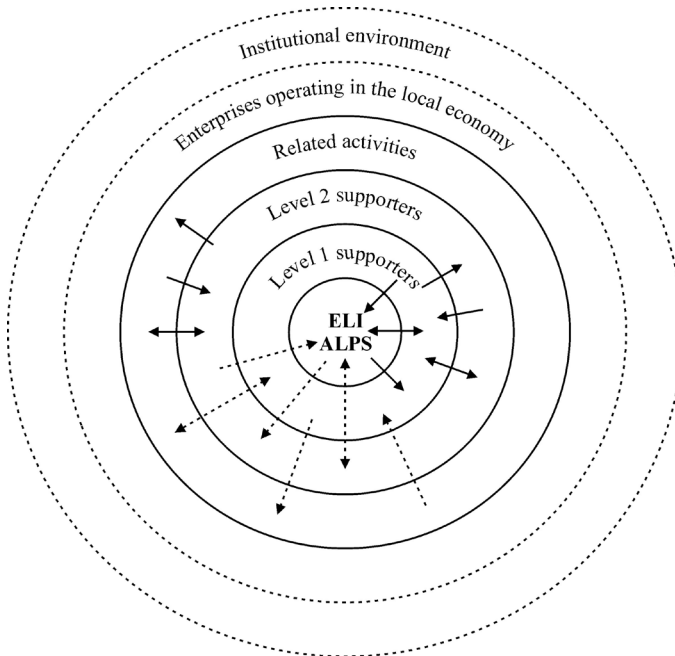 Institutional environment
Enterprises operating in the local economy
Related activities
Level 2 supporters
Level 1 supporters
ELI
ALPS